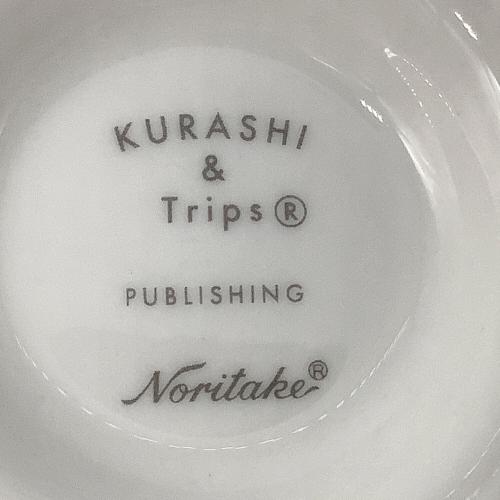 KURASHI
&
Trips®
PUBLISHING
Noritake®